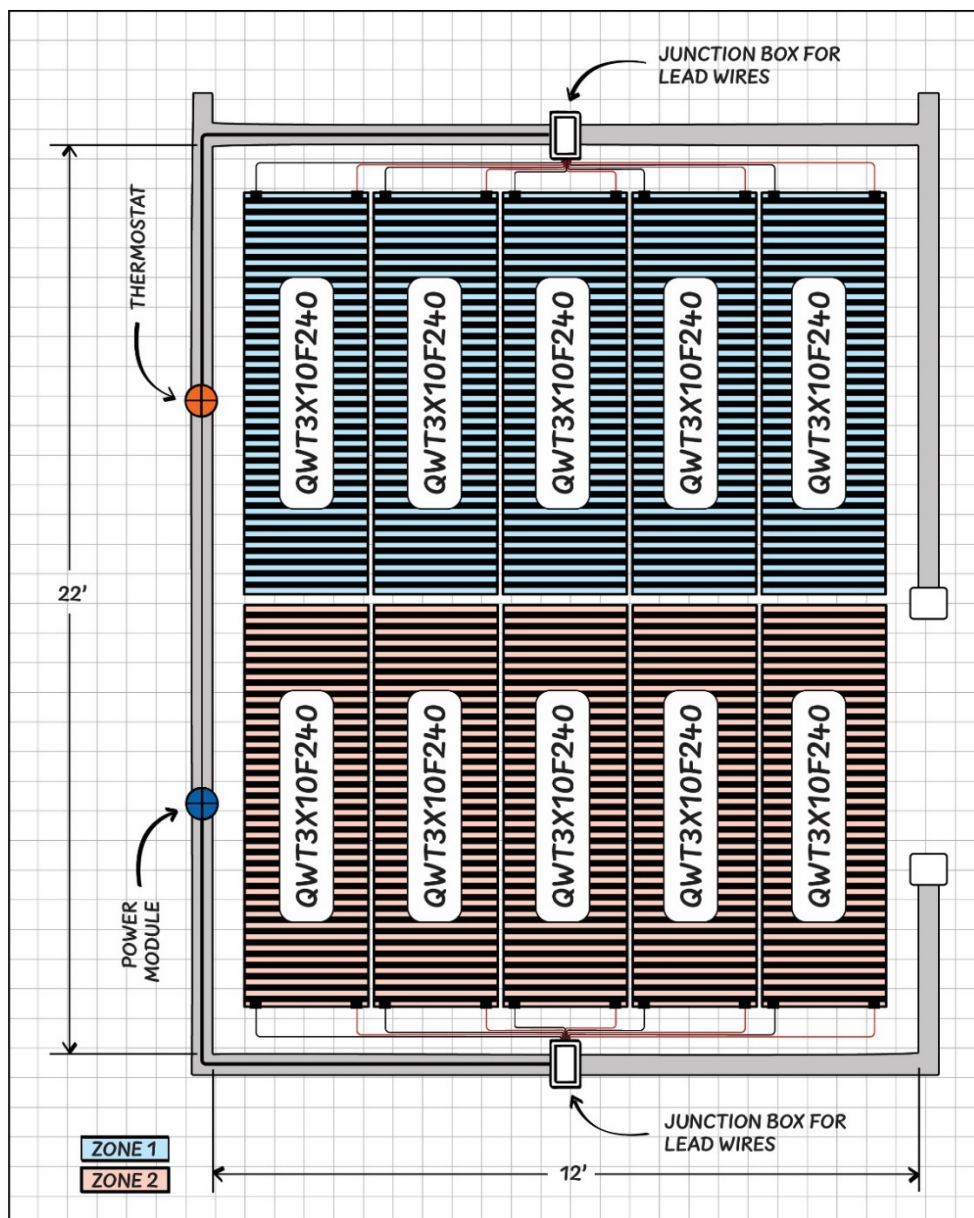 JUNCTION BOX FOR
LEAD WIRES
THERMOSTAT
QWT3X10F240
QWT3X10F240
QWT3X10F240
QWT3X10F240
QWT3X10F240
22'
QWT3X10F240
QWT3X10F240
QWT3X10F240
QWT3X10F240
QWT3X10F240
POWER
MODULE
JUNCTION BOX FOR
LEAD WIRES
ZONE 1
ZONE 2
12'